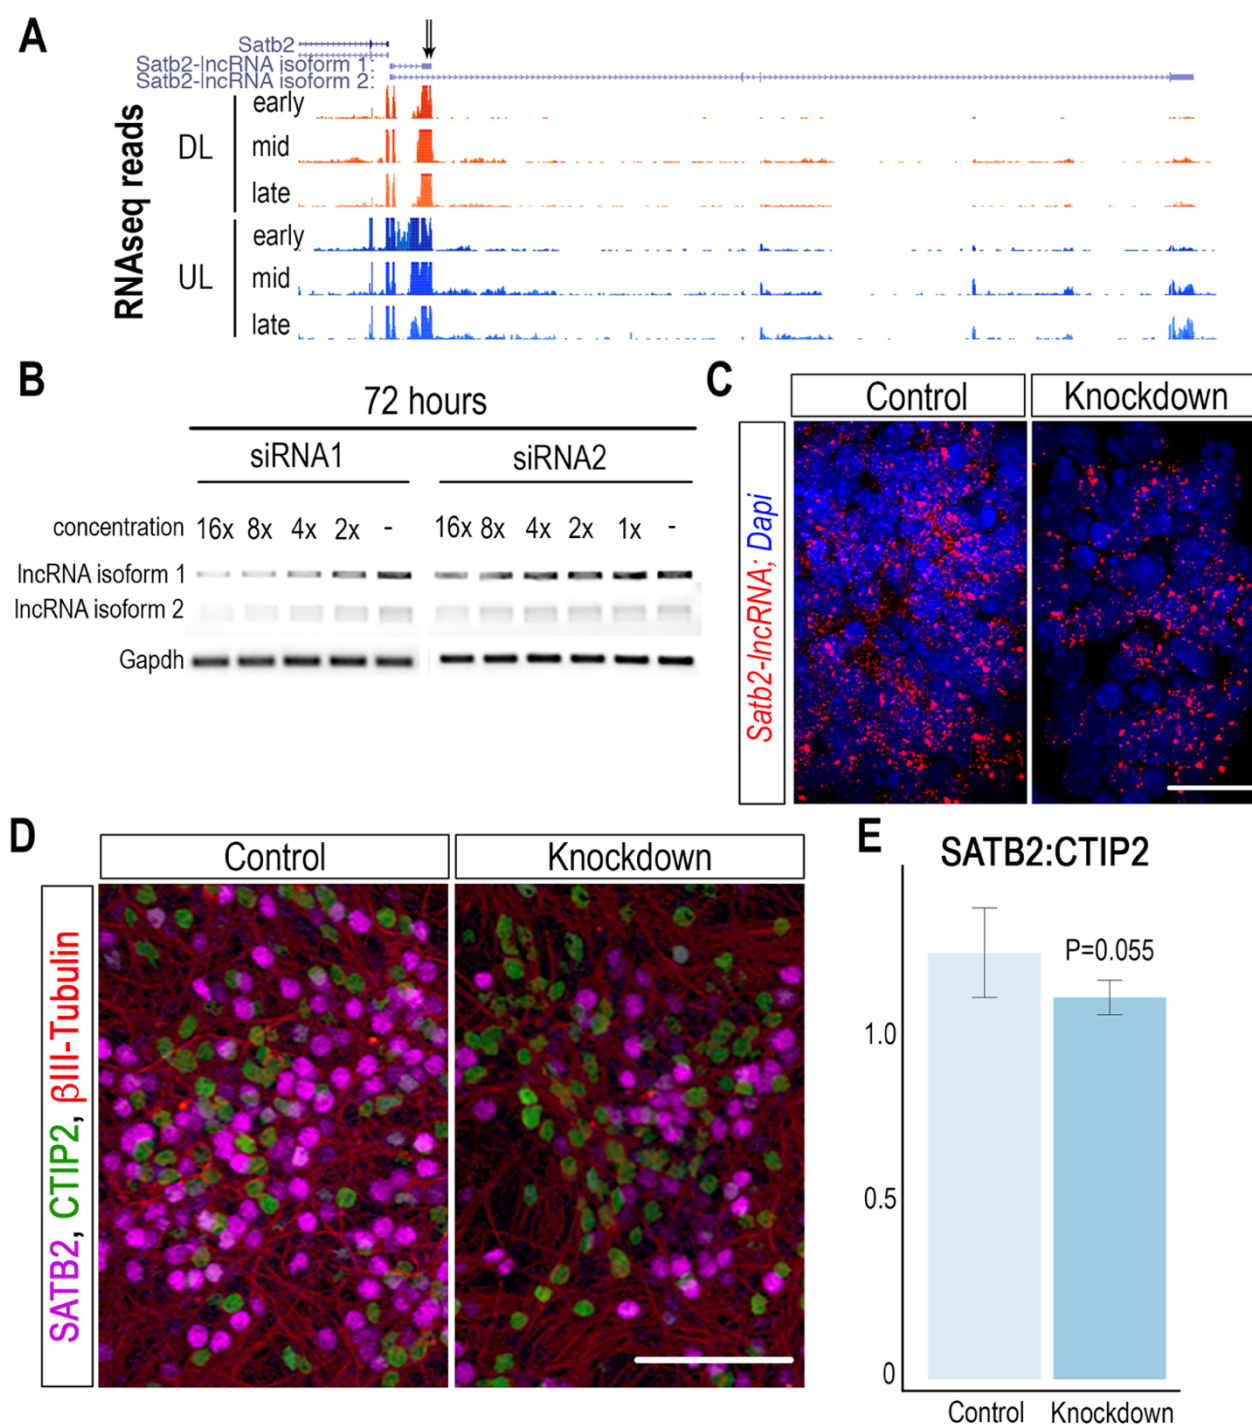 A
Satb2
Satb2-lncRNA isoform 1:
Satb2-lncRNA isoform 2:
RNAseq reads
DL
early
mid
late
UL
early
mid
late
B
72 hours
siRNA1 siRNA2
concentration 16x 8x 4x 2x - 16x 8x 4x 2x 1x -
lncRNA isoform 1
lncRNA isoform 2
Gapdh
C
Control Knockdown
Satb2-lncRNA; Dapi
D
Control Knockdown
SATB2, CTIP2, βIII-Tubulin
E
SATB2:CTIP2
P=0.055
1.0
0.5
0
Control Knockdown